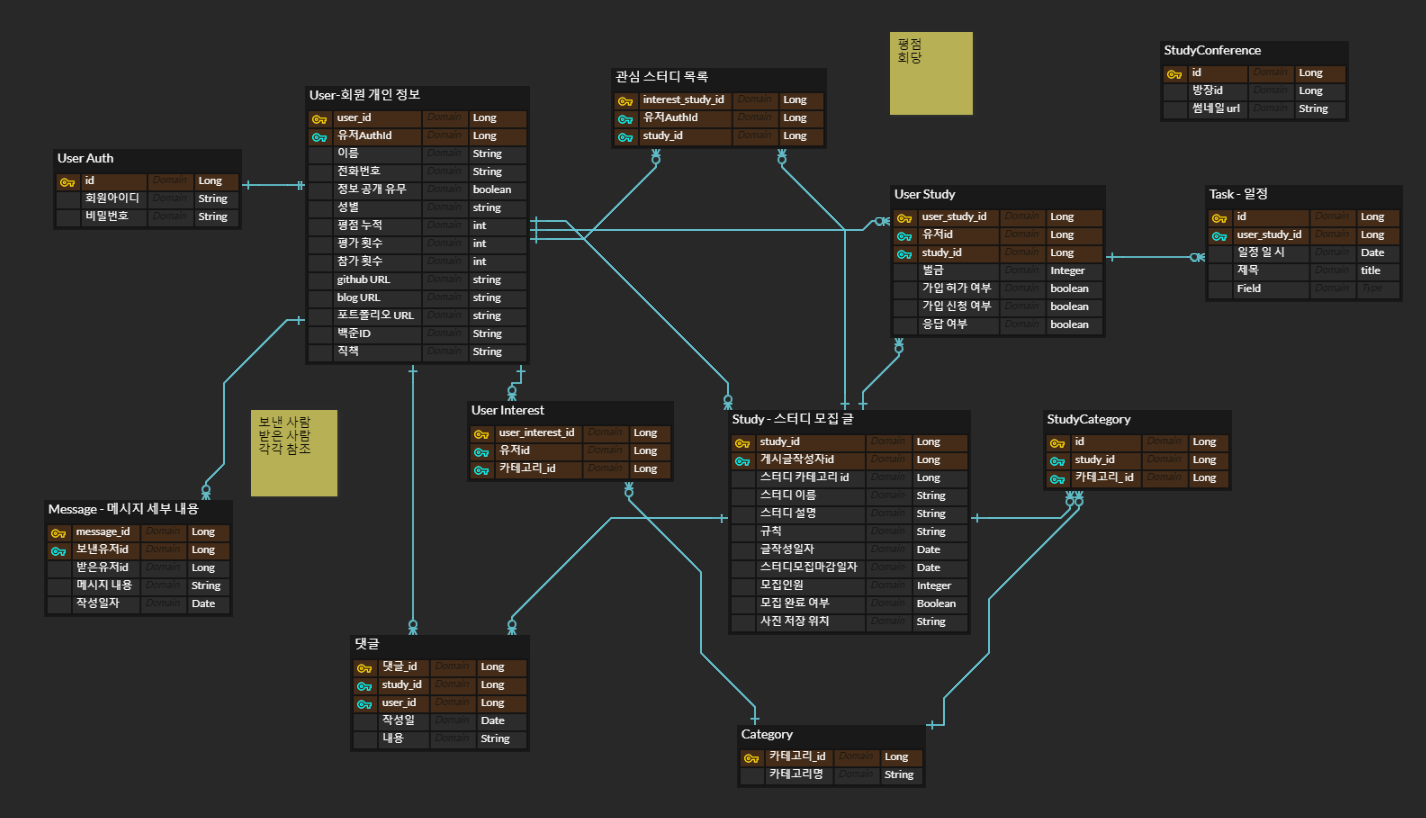 평점
회당
StudyConference
id Domain Long
방장id Domain Long
썸네일 url Domain String
관심 스터디 목록
interest_study_id Domain Long
유저AuthId Domain Long
study_id Domain Long
User-회원 개인 정보
user_id Domain Long
유저AuthId Domain Long
이름 Domain String
전화번호 Domain String
정보 공개 유무 Domain boolean
성별 Domain string
평점 누적 Domain int
평가 횟수 Domain int
참가 횟수 Domain int
github URL Domain string
blog URL Domain string
포트폴리오 URL Domain string
백준ID Domain String
직책 Domain String
User Auth
id Domain Long
회원아이디 Domain String
비밀번호 Domain String
User Study
user_study_id Domain Long
유저id Domain Long
study_id Domain Long
벌금 Domain Integer
가입 허가 여부 Domain boolean
가입 신청 여부 Domain boolean
응답 여부 Domain boolean
Task - 일정
id Domain Long
user_study_id Domain Long
일정 일 시 Domain Date
제목 Domain title
Field Domain Type
보낸 사람
받은 사람
각각 참조
User Interest
user_interest_id Domain Long
유저id Domain Long
카테고리_id Domain Long
Study - 스터디 모집 글
study_id Domain Long
게시글작성자id Domain Long
스터디 카테고리 id Domain Long
스터디 이름 Domain String
스터디 설명 Domain String
규칙 Domain String
글작성일자 Domain Date
스터디모집마감일자 Domain Date
모집인원 Domain Integer
모집 완료 여부 Domain Boolean
사진 저장 위치 Domain String
StudyCategory
id Domain Long
study_id Domain Long
카테고리_ id Domain Long
Message - 메시지 세부 내용
message_id Domain Long
보낸유저id Domain Long
받은유저id Domain Long
메시지 내용 Domain String
작성일자 Domain Date
댓글
댓글_id Domain Long
study_id Domain Long
user_id Domain Long
작성일 Domain Date
내용 Domain String
Category
카테고리_id Domain Long
카테고리명 Domain String